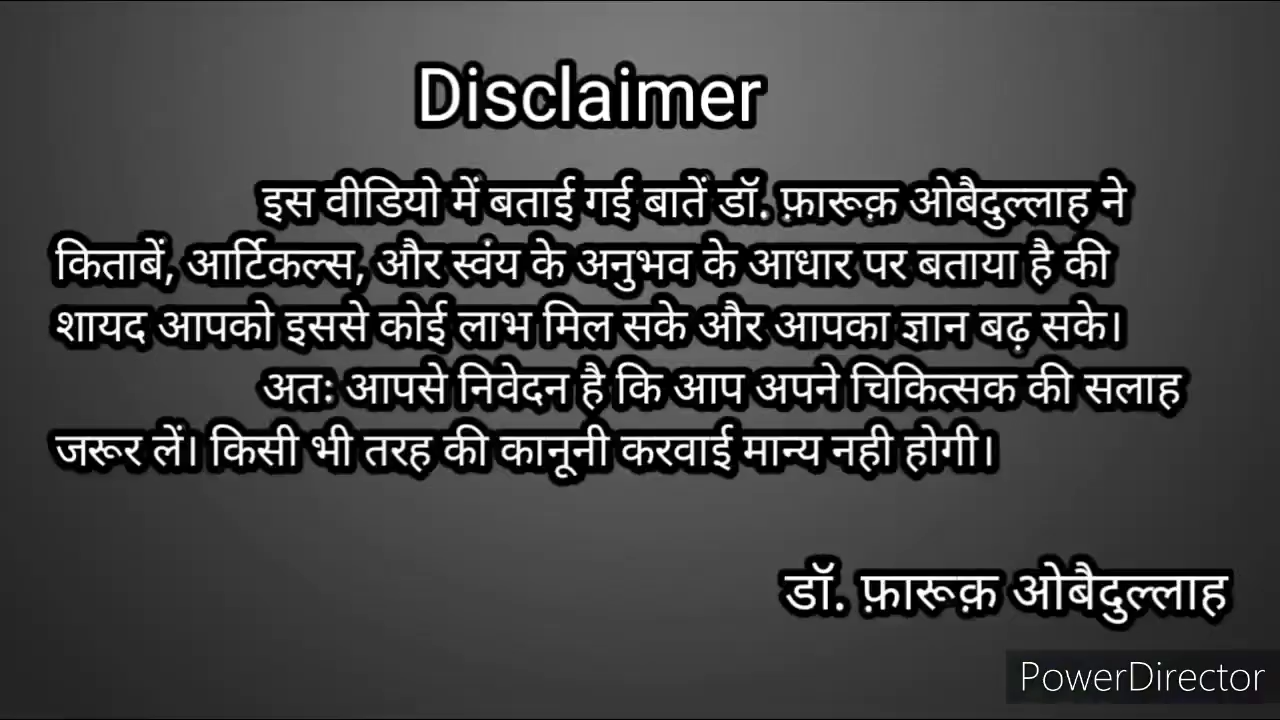 Disclaimer
इस वीडियो में बताई गई बातें डॉ. फ़ारूक़ ओबैदुल्लाह ने
किताबें, आर्टिकल्स, और स्वंय के अनुभव के आधार पर बताया है की
शायद आपको इससे कोई लाभ मिल सके और आपका ज्ञान बढ़ सके।
अतः आपसे निवेदन है कि आप अपने चिकित्सक की सलाह
जरूर लें। किसी भी तरह की कानूनी करवाई मान्य नही होगी।
डॉ. फ़ारूक़ ओबैदुल्लाह
PowerDirector